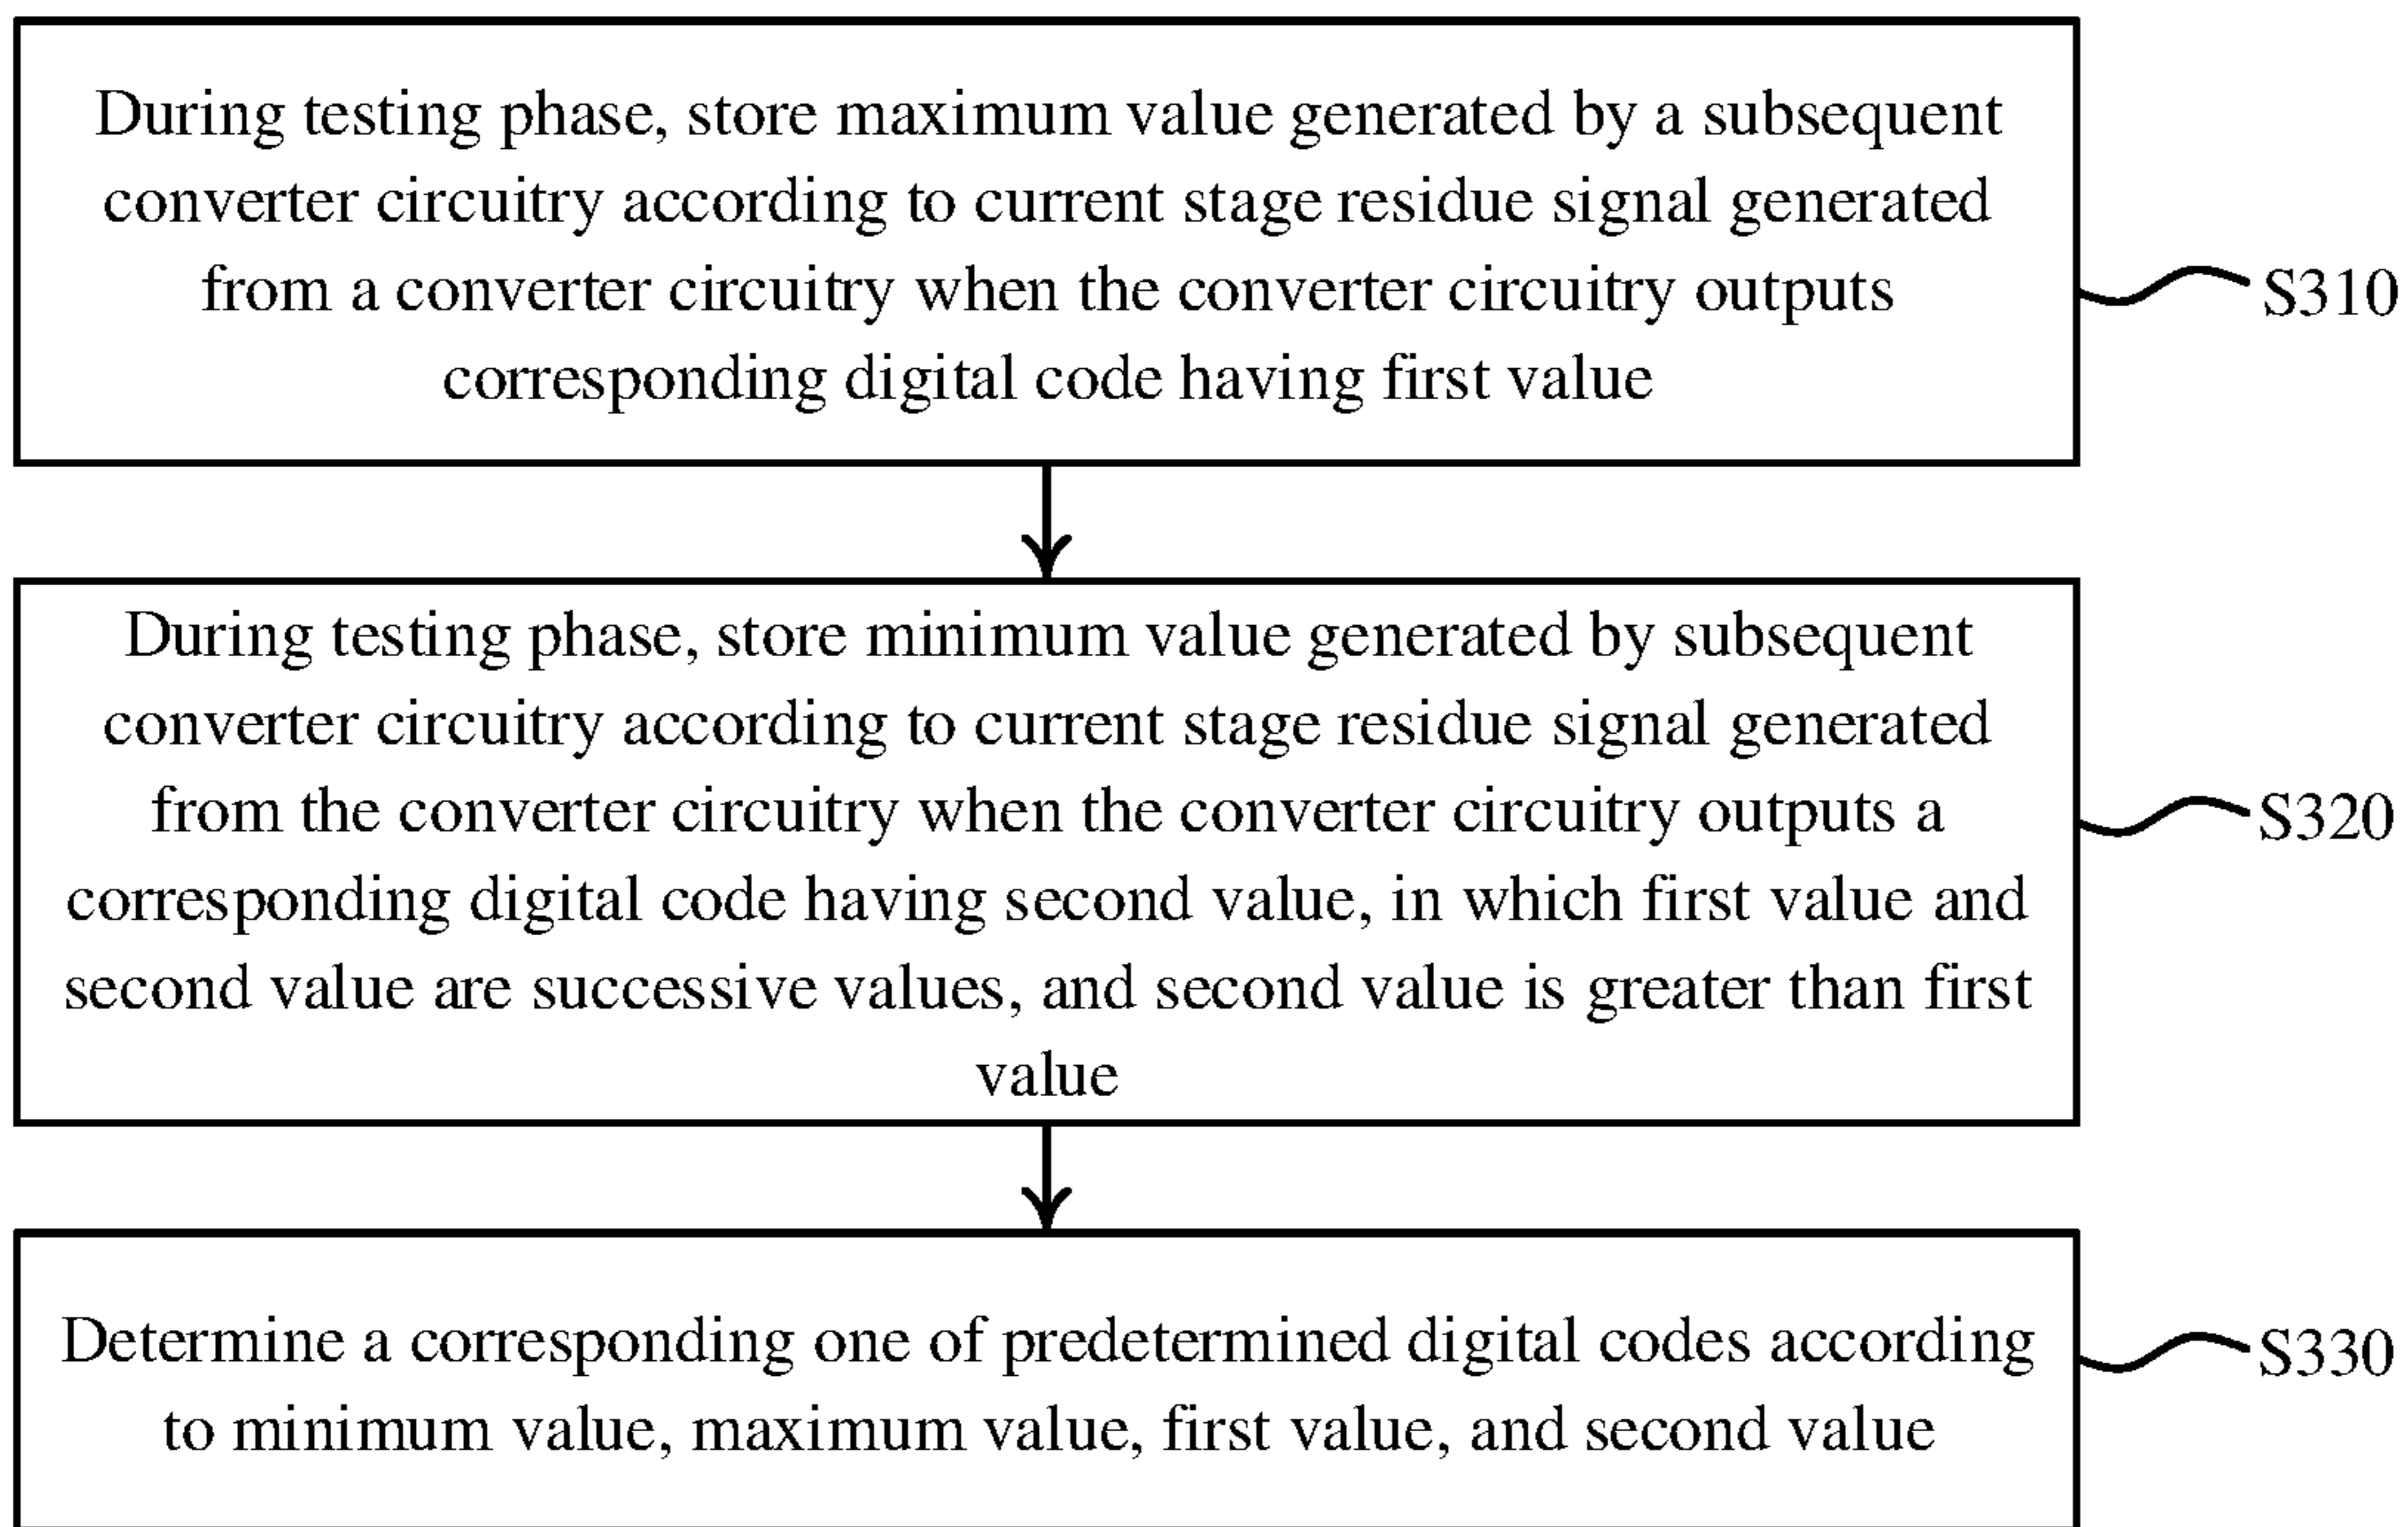 During testing phase, store maximum value generated by a subsequent
converter circuitry according to current stage residue signal generated
from a converter circuitry when the converter circuitry outputs
corresponding digital code having first value
S310
During testing phase, store minimum value generated by subsequent
converter circuitry according to current stage residue signal generated
from the converter circuitry when the converter circuitry outputs a
corresponding digital code having second value, in which first value and
second value are successive values, and second value is greater than first
value
S320
Determine a corresponding one of predetermined digital codes according
to minimum value, maximum value, first value, and second value
S330